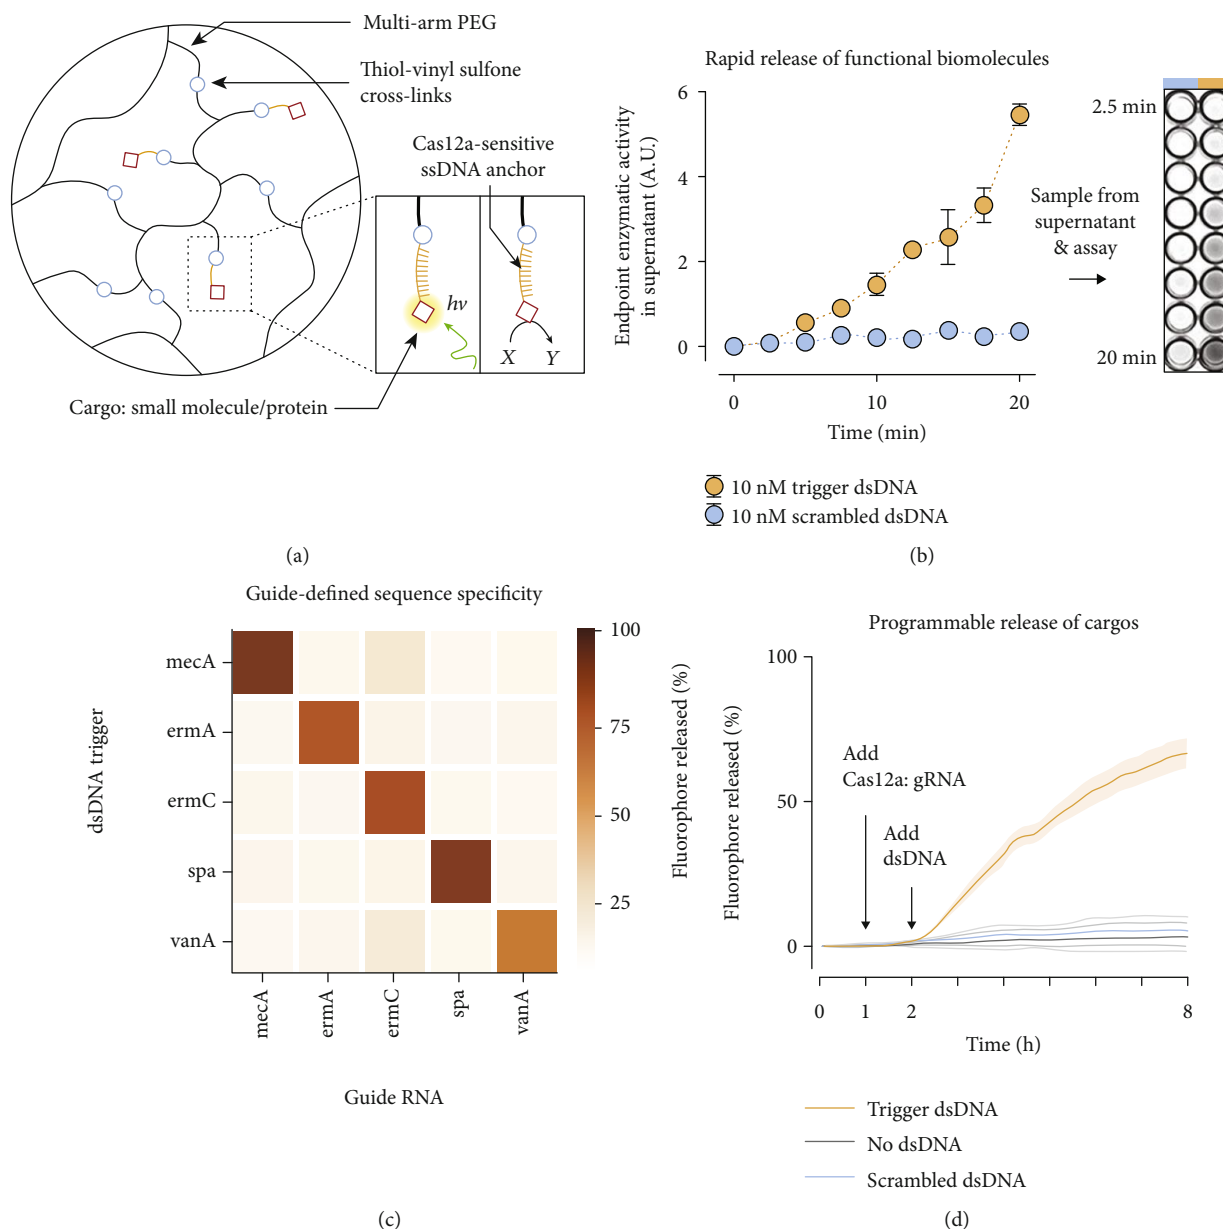 Multi-arm PEG
Thiol-vinyl sulfone
cross-links
Cas12a-sensitive
ssDNA anchor
hν
X
Y
Cargo: small molecule/protein
(a)
Rapid release of functional biomolecules
Endpoint enzymatic activity
in supernatant (A.U.)
6
4
2
0
0
10
20
Time (min)
Sample from
supernatant
& assay
2.5 min
20 min
10 nM trigger dsDNA
10 nM scrambled dsDNA
(b)
Guide-defined sequence specificity
dsDNA trigger
mecA
ermA
ermC
spa
vanA
mecA
ermA
ermC
spa
vanA
Guide RNA
100
75
50
25
Fluorophore released (%)
(c)
Programmable release of cargos
Fluorophore released (%)
100
50
0
Add
Cas12a: gRNA
Add
dsDNA
0
1
2
8
Time (h)
Trigger dsDNA
No dsDNA
Scrambled dsDNA
(d)